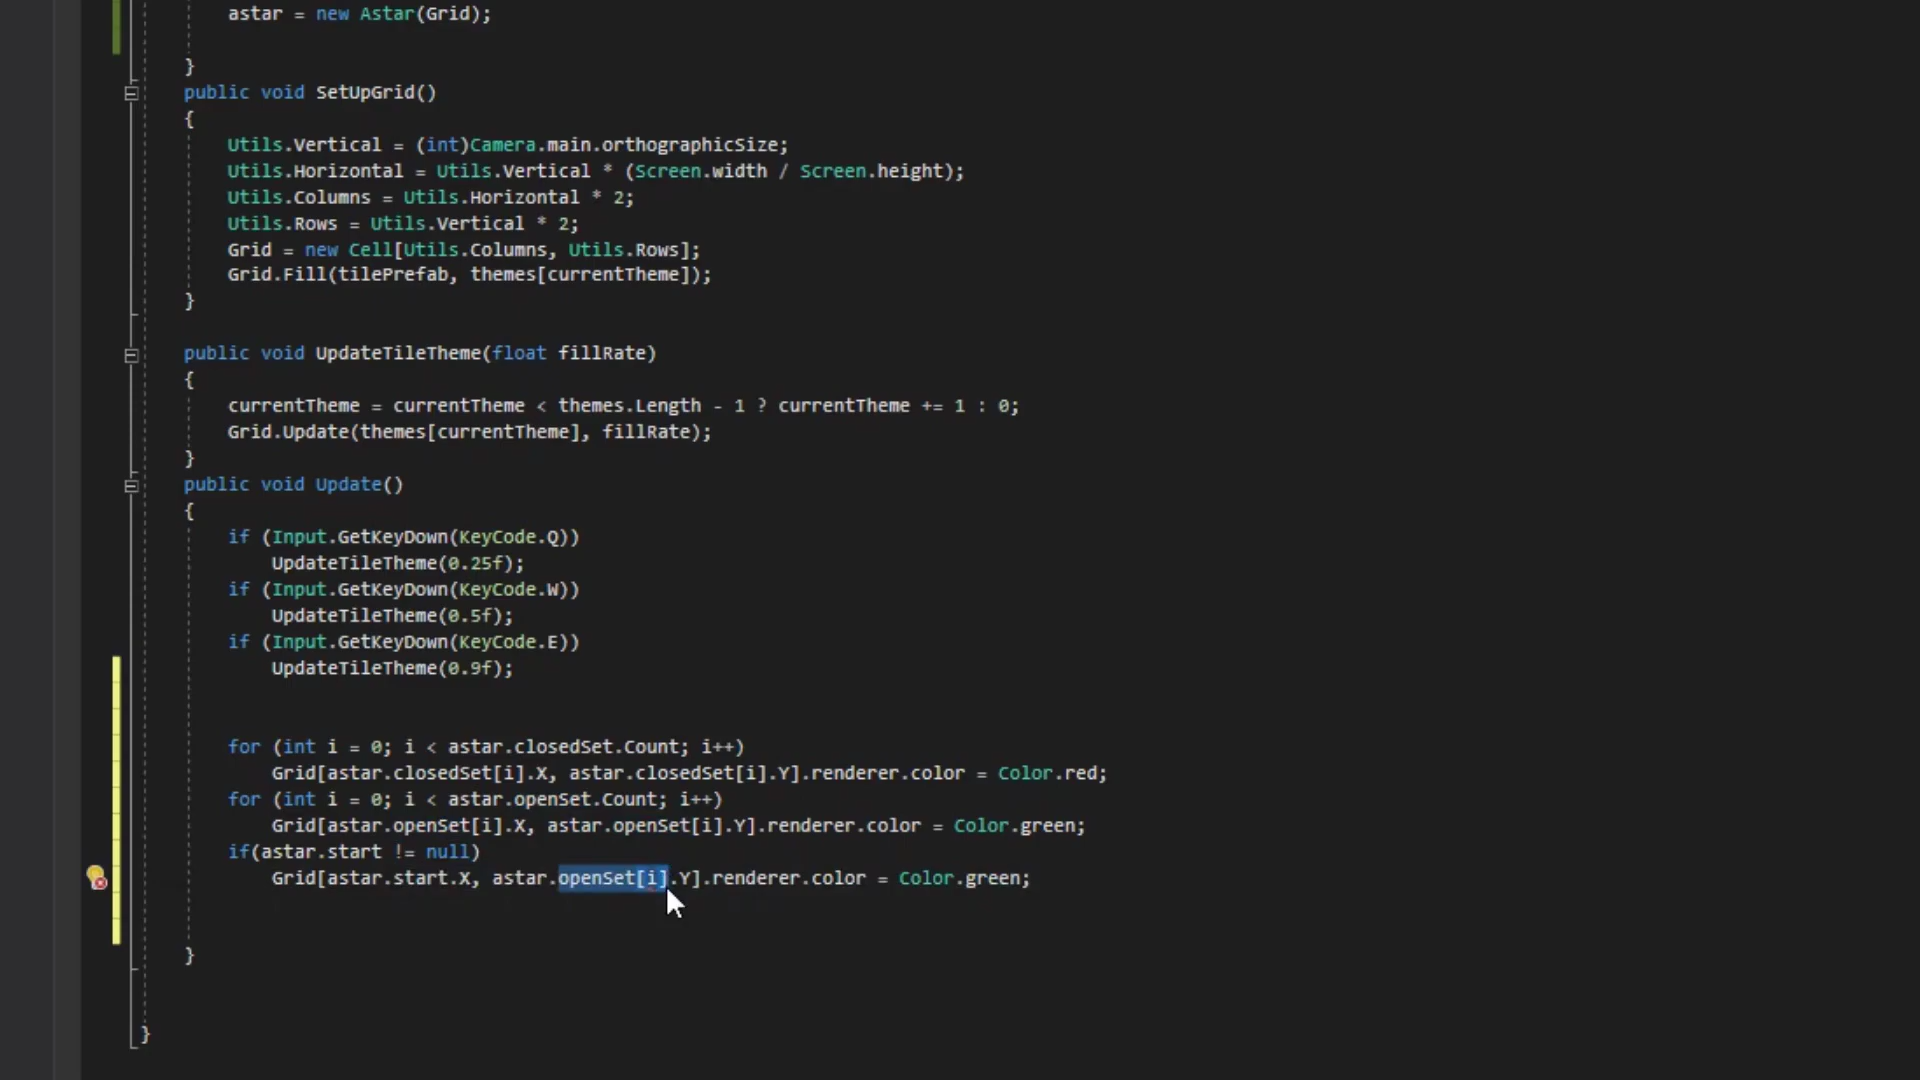 astar = new Astar(Grid);
}
public void SetUpGrid()
{
Utils.Vertical = (int)Camera.main.orthographicSize;
Utils.Horizontal = Utils.Vertical * (Screen.width / Screen.height);
Utils.Columns = Utils.Horizontal * 2;
Utils.Rows = Utils.Vertical * 2;
Grid = new Cell[Utils.Columns, Utils.Rows];
Grid.Fill(tilePrefab, themes[currentTheme]);
}
public void UpdateTileTheme(float fillRate)
{
currentTheme = currentTheme < themes.Length - 1 ? currentTheme += 1 : 0;
Grid.Update(themes[currentTheme], fillRate);
}
public void Update()
{
if (Input.GetKeyDown(KeyCode.Q))
UpdateTileTheme(0.25f);
if (Input.GetKeyDown(KeyCode.W))
UpdateTileTheme(0.5f);
if (Input.GetKeyDown(KeyCode.E))
UpdateTileTheme(0.9f);
for (int i = 0; i < astar.closedSet.Count; i++)
Grid[astar.closedSet[i].X, astar.closedSet[i].Y].renderer.color = Color.red;
for (int i = 0; i < astar.openSet.Count; i++)
Grid[astar.openSet[i].X, astar.openSet[i].Y].renderer.color = Color.green;
if(astar.start != null)
Grid[astar.start.X, astar.openSet[i].Y].renderer.color = Color.green;
}
}